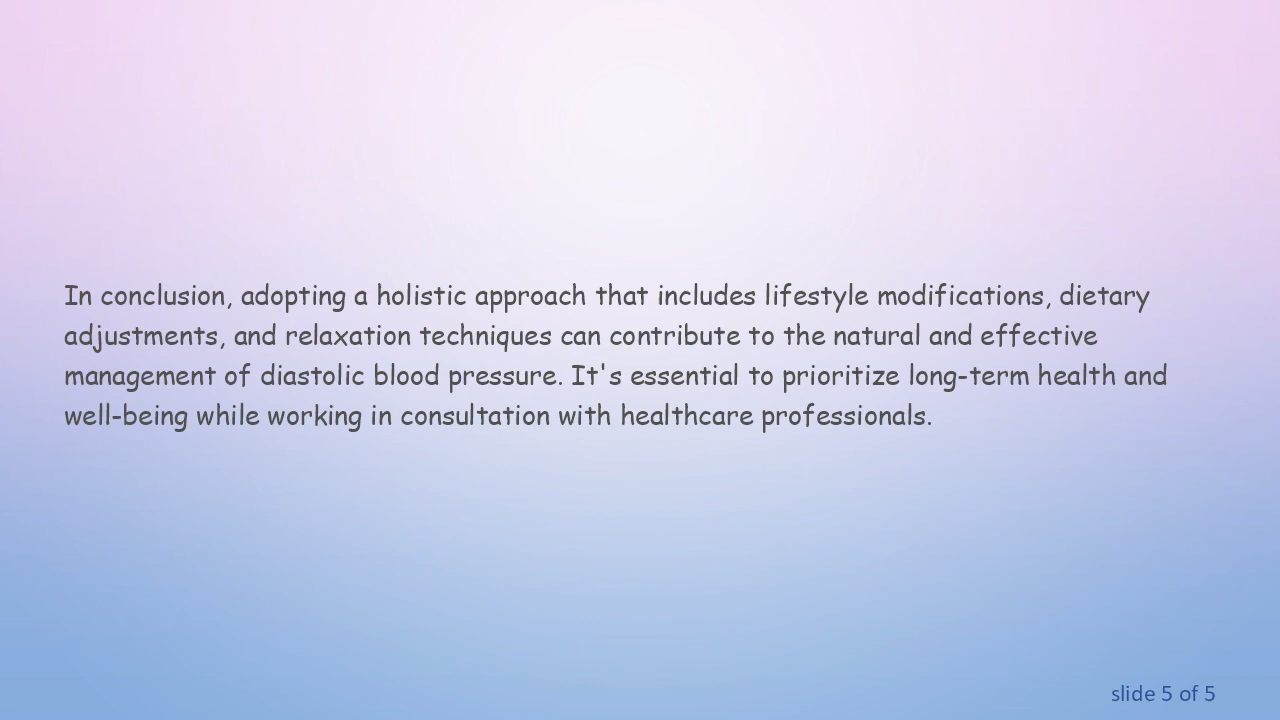 In conclusion, adopting a holistic approach that includes lifestyle modifications, dietary
adjustments, and relaxation techniques can contribute to the natural and effective
management of diastolic blood pressure. It's essential to prioritize long-term health and
well-being while working in consultation with healthcare professionals.
slide 5 of 5